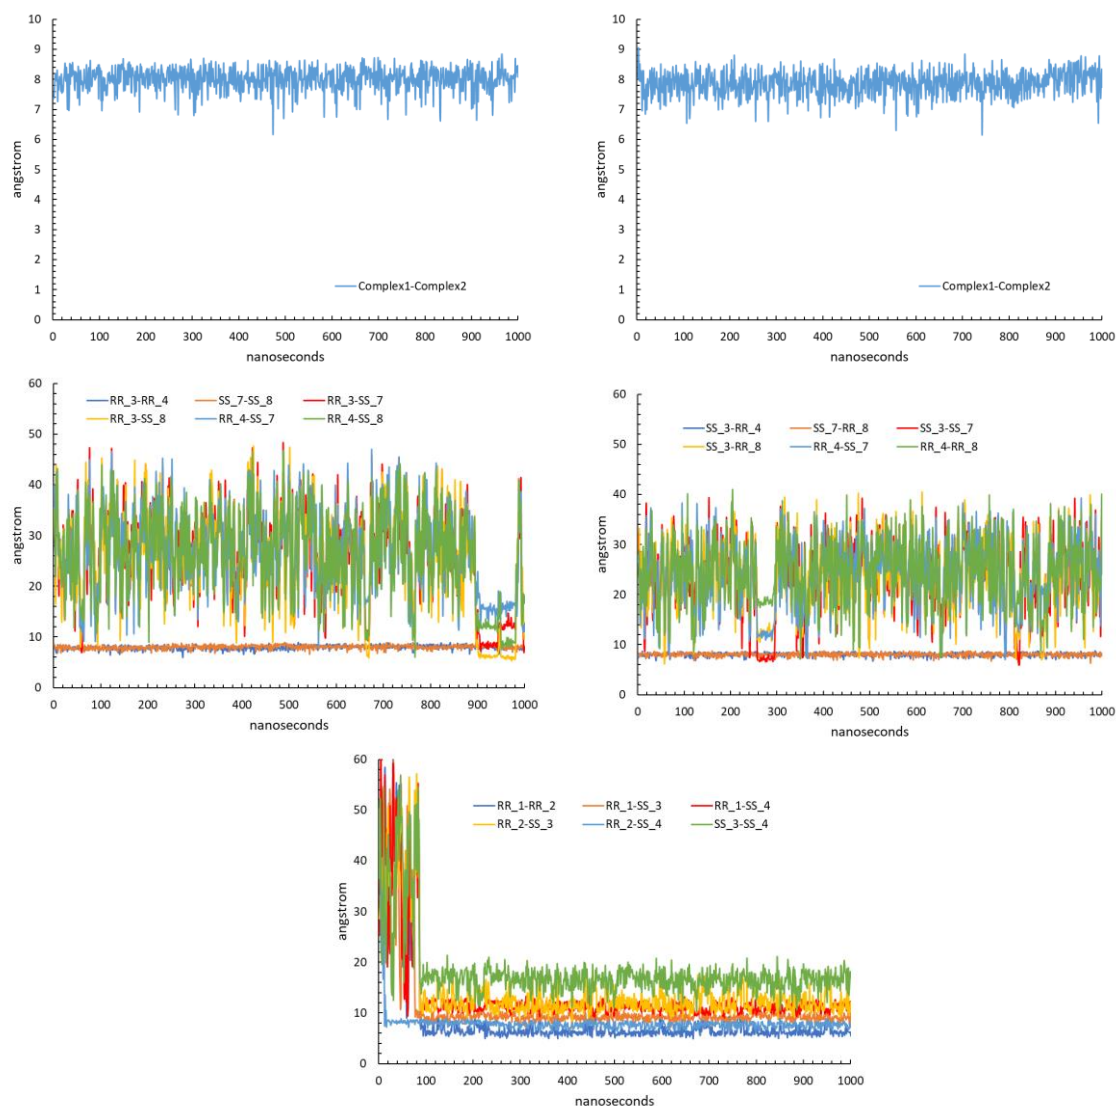 10
9
8
7
6
5
4
3
2
1
0
angstrom
Complex1-Complex2
0 100 200 300 400 500 600 700 800 900 1000
nanoseconds
10
9
8
7
6
5
4
3
2
1
0
angstrom
Complex1-Complex2
0 100 200 300 400 500 600 700 800 900 1000
nanoseconds
60
50
40
30
20
10
0
angstrom
RR_3-RR_4 SS_7-SS_8 RR_3-SS_7
RR_3-SS_8 RR_4-SS_7 RR_4-SS_8
0 100 200 300 400 500 600 700 800 900 1000
nanoseconds
60
50
40
30
20
10
0
angstrom
SS_3-RR_4 SS_7-RR_8 SS_3-SS_7
SS_3-RR_8 RR_4-SS_7 RR_4-RR_8
0 100 200 300 400 500 600 700 800 900 1000
nanoseconds
60
50
40
30
20
10
0
angstrom
RR_1-RR_2 RR_1-SS_3 RR_1-SS_4
RR_2-SS_3 RR_2-SS_4 SS_3-SS_4
0 100 200 300 400 500 600 700 800 900 1000
nanoseconds